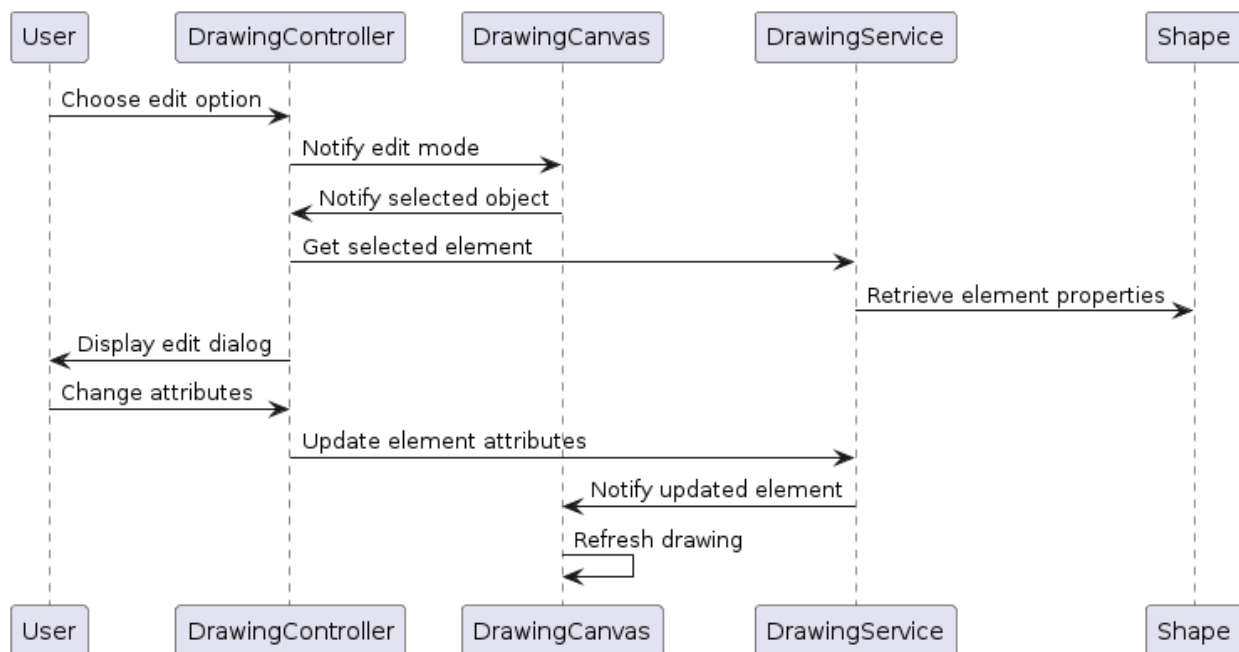 User DrawingController DrawingCanvas DrawingService Shape
Choose edit option
Notify edit mode
Notify selected object
Get selected element
Retrieve element properties
Display edit dialog
Change attributes
Update element attributes
Notify updated element
Refresh drawing
User DrawingController DrawingCanvas DrawingService Shape